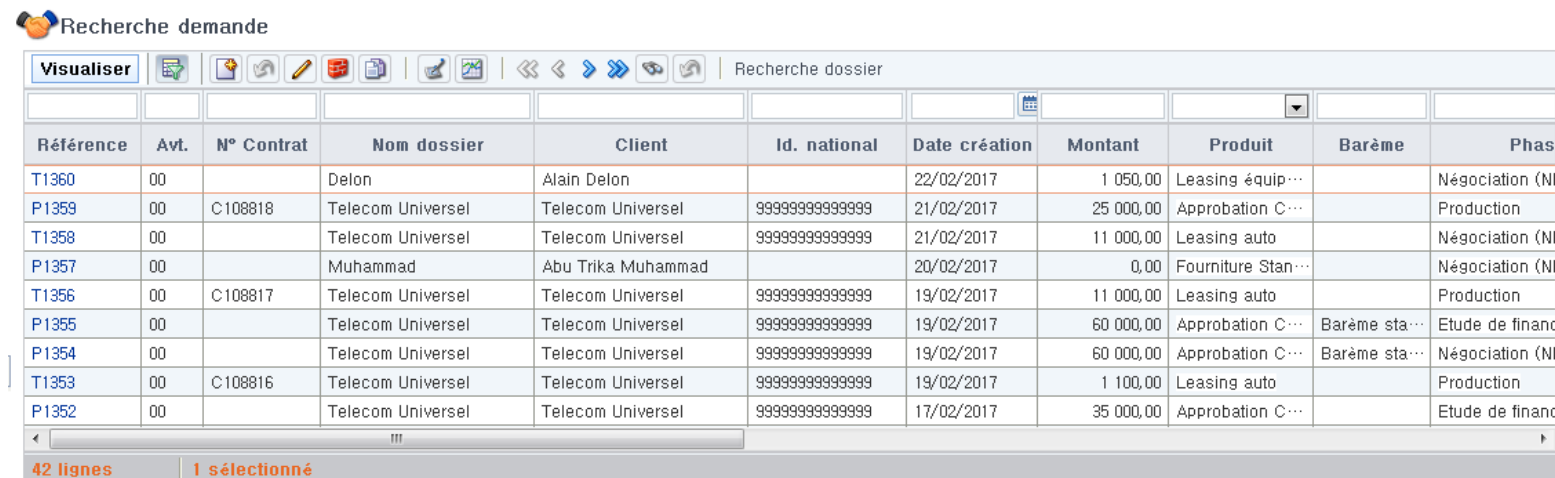 Recherche demande
Visualiser Recherche dossier
Référence Avt. N° Contrat Nom dossier Client Id. national Date création Montant Produit Barème Phas
T1360 00 Delon Alain Delon 22/02/2017 1 050,00 Leasing équip...
Négociation (N
P1359 00 C108818 Telecom Universel Telecom Universel 99999999999999 21/02/2017 25 000,00 Approbation C... Production
T1358 00 Telecom Universel Telecom Universel 99999999999999 21/02/2017 11 000,00 Leasing auto Négociation (N
P1357 00 Muhammad Abu Trika Muhammad 20/02/2017 0,00 Fourniture Stan... Négociation (N
T1356 00 C108817 Telecom Universel Telecom Universel 99999999999999 19/02/2017 11 000,00 Leasing auto Production
P1355 00 Telecom Universel Telecom Universel 99999999999999 19/02/2017 60 000,00 Approbation C... Barème sta... Etude de financ
P1354 00 Telecom Universel Telecom Universel 99999999999999 19/02/2017 60 000,00 Approbation C... Barème sta... Négociation (N
T1353 00 C108816 Telecom Universel Telecom Universel 99999999999999 19/02/2017 1 100,00 Leasing auto Production
P1352 00 Telecom Universel Telecom Universel 99999999999999 17/02/2017 35 000,00 Approbation C... Etude de financ
42 lignes 1 sélectionné